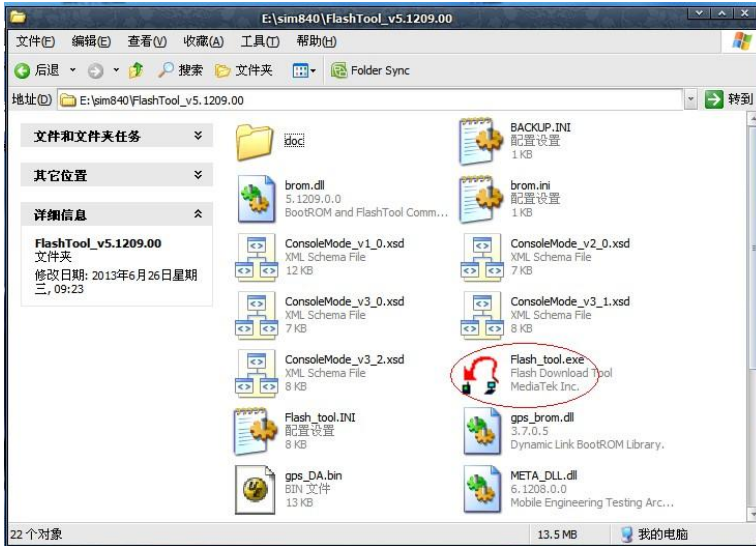 E:\sim840\FlashTool_v5.1209.00
文件(F) 编辑(E) 查看(V) 收藏(A) 工具(T) 帮助(H)
后退 搜索 文件夹 Folder Sync
地址(D) E:\sim840\FlashTool_v5.1209.00 转到
文件和文件夹任务
其它位置
详细信息
FlashTool_v5.1209.00
文件夹
修改日期: 2013年6月26日星期
三, 09:23
doc
BACKUP.INI
配置设置
1 KB
brom.dll
5.1209.0.0
BootROM and FlashTool Comm...
brom.ini
配置设置
1 KB
ConsoleMode_v1_0.xsd
XML Schema File
12 KB
ConsoleMode_v2_0.xsd
XML Schema File
7 KB
ConsoleMode_v3_0.xsd
XML Schema File
7 KB
ConsoleMode_v3_1.xsd
XML Schema File
8 KB
ConsoleMode_v3_2.xsd
XML Schema File
8 KB
Flash_tool.exe
Flash Download Tool
MediaTek Inc.
Flash_tool.INI
配置设置
8 KB
gps_brom.dll
3.7.0.5
Dynamic Link BootROM Library.
gps_DA.bin
BIN 文件
13 KB
META_DLL.dll
6.1208.0.0
Mobile Engineering Testing Arc...
22 个对象 13.5 MB 我的电脑